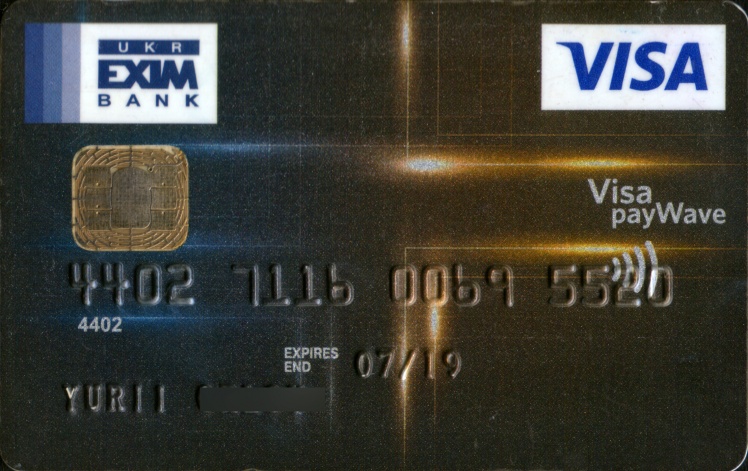 UKR
EXIM
BANK
VISA
Visa
payWave
4402 7116 0069 5520
4402
EXPIRES
END 07/19
YURII